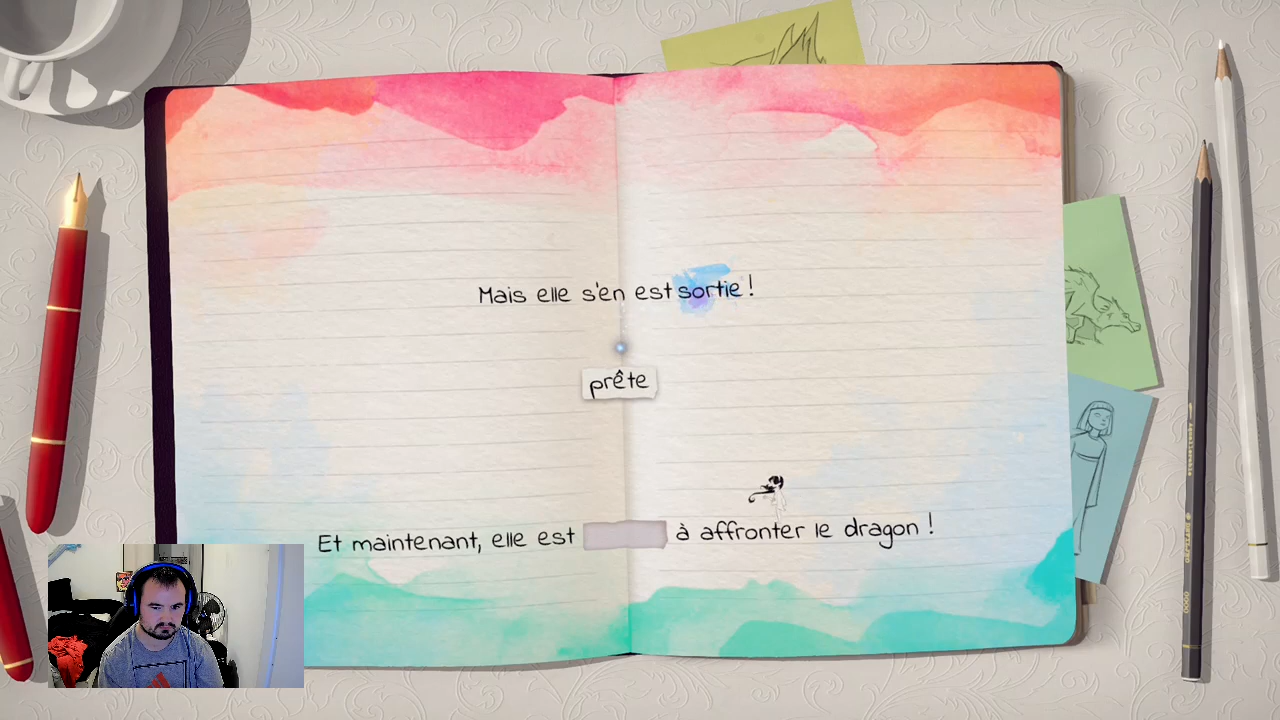 Mais elle s'en est sortie !
prête
Et maintenant, elle est à affronter le dragon !